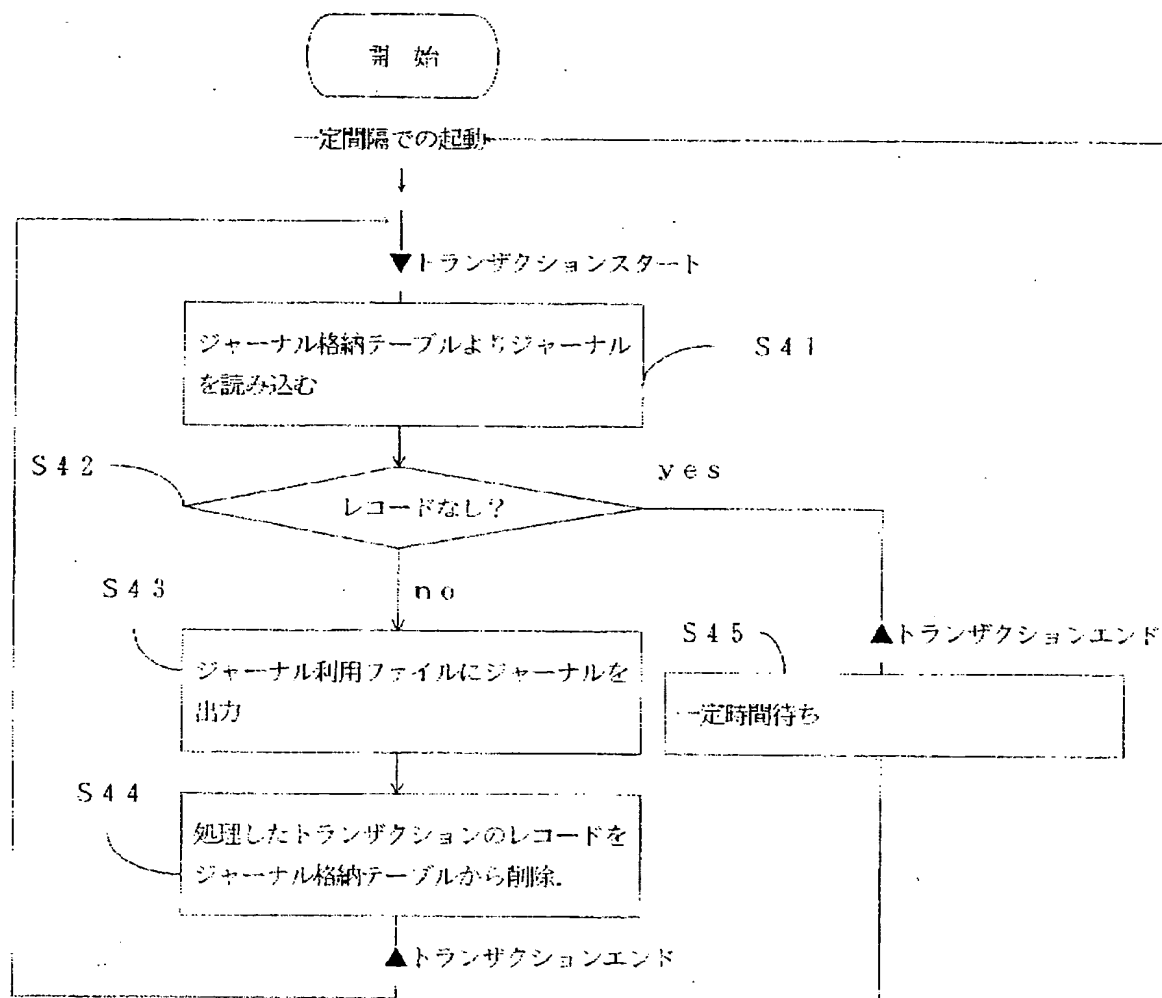 開 始
一定間隔での起動
▼トランザクションスタート
ジャーナル格納テーブルよりジャーナル
を読み込む
S41
S42
yes
レコードなし?
S43
no
S45
▲トランザクションエンド
ジャーナル利用ファイルにジャーナルを
出力
一定時間待ち
S44
処理したトランザクションのレコードを
ジャーナル格納テーブルから削除.
▲トランザクションエンド